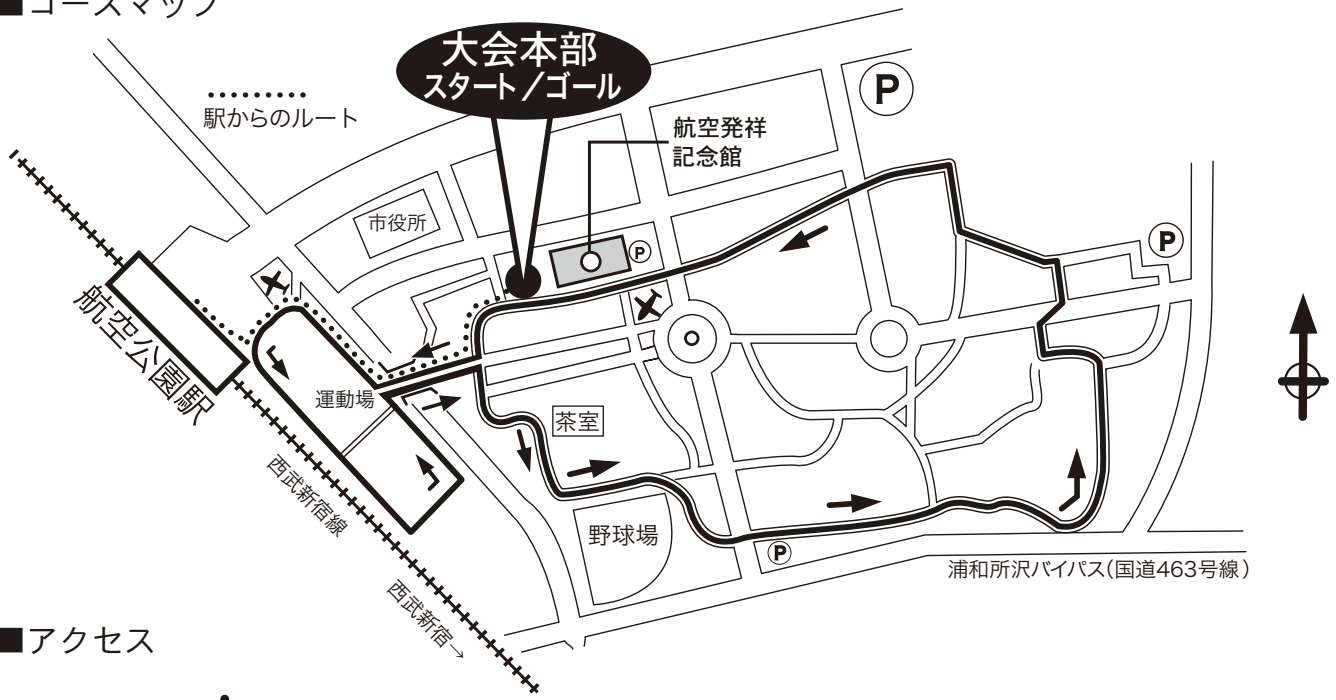 ■コースマップ
大会本部
スタート／ゴール
P
駅からのルート
航空発祥
記念館
市役所
P
P
航空公園駅
運動場
茶室
西武新宿線
野球場
P
浦和所沢バイパス(国道463号線)
西武新宿→
■アクセス